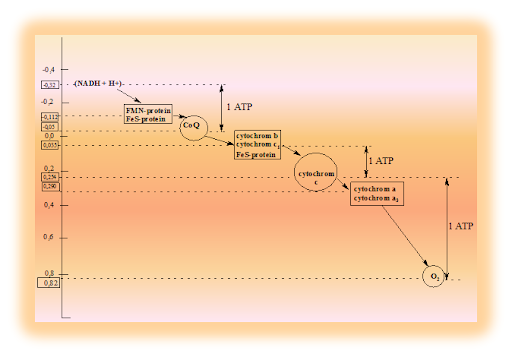 -0,4
-0,32
(NADH + H+)
-0,2
FMN-protein
FeS-protein
1 ATP
-0,112
-0,05
CoQ
0,0
0,035
cytochrom b
cytochrom c1
FeS-protein
1 ATP
0,2
0,254
0,290
cytochrom
c
cytochrom a
cytochrom a3
0,4
1 ATP
0,6
0,8
0,82
O2